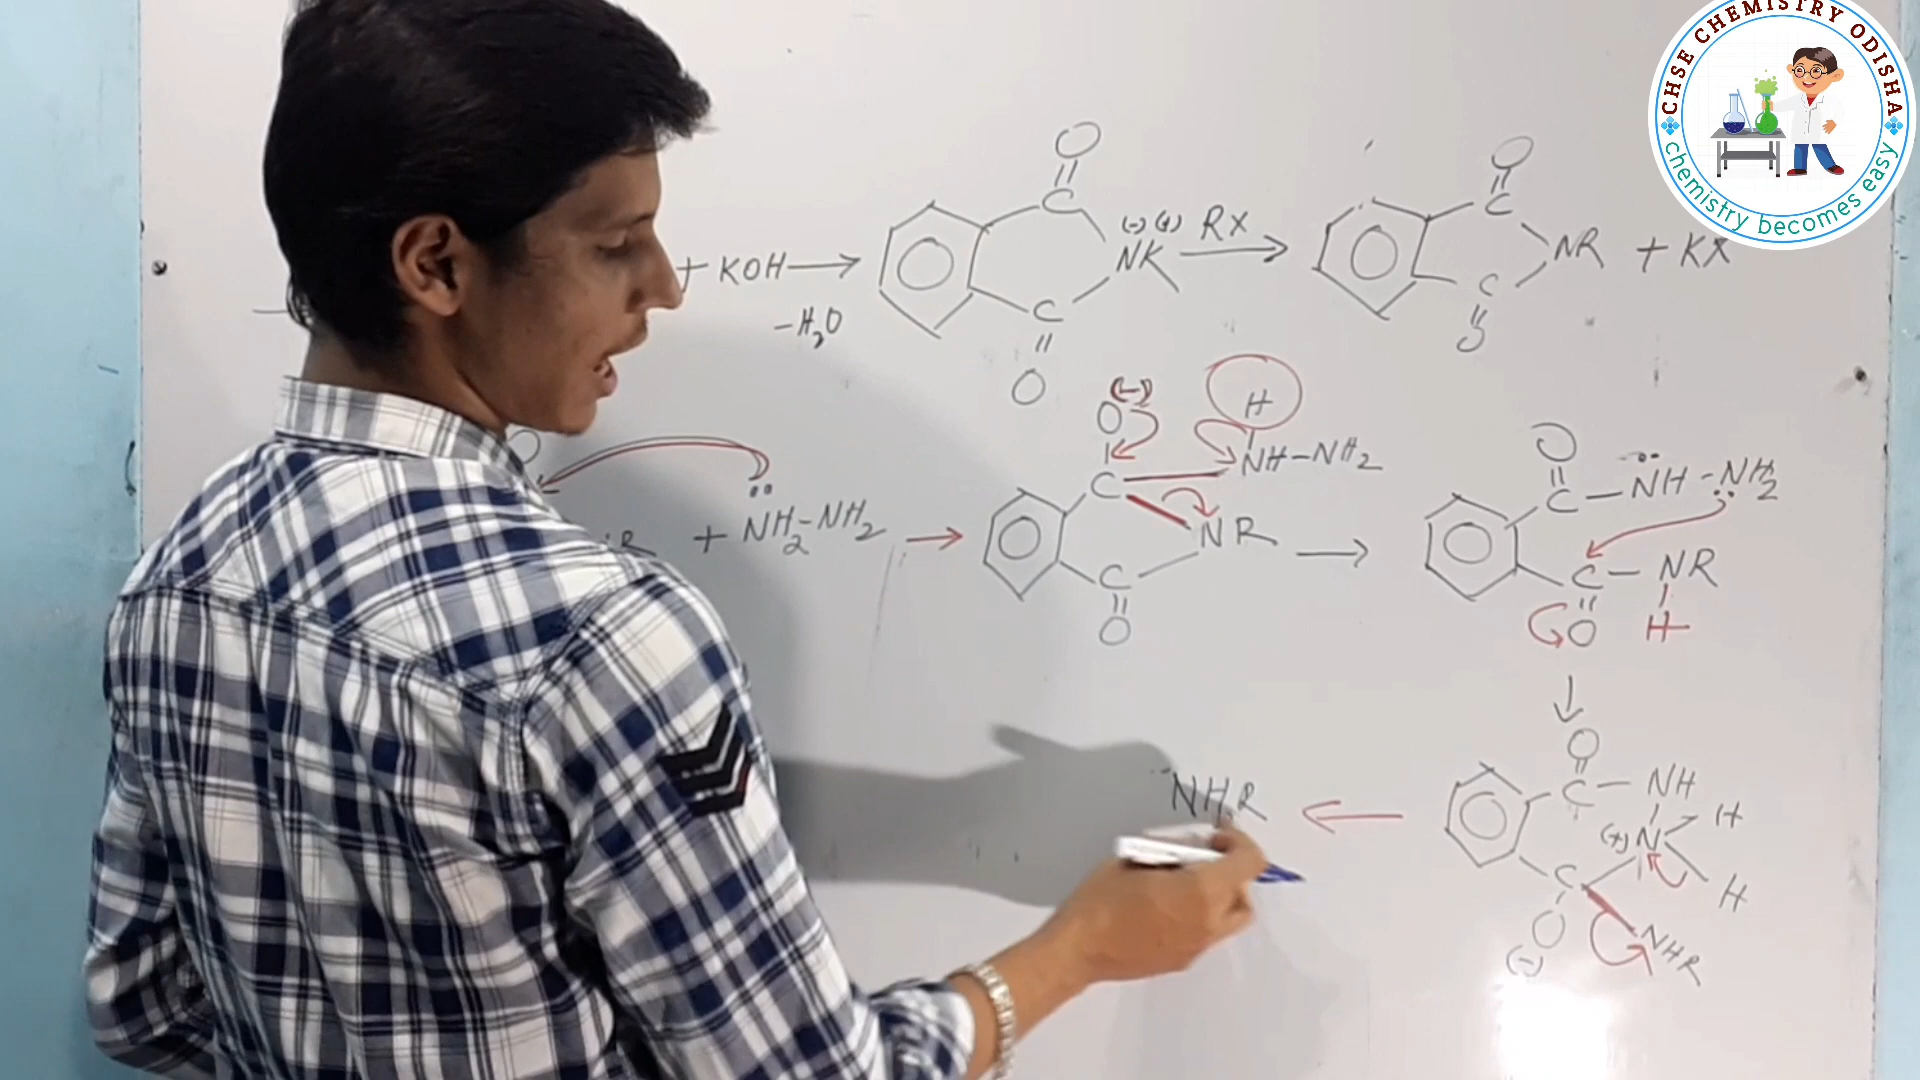 CHSE CHEMISTRY ODISHA
chemistry becomes easy
O
C
+ KOH
-H2O
(-) (+)
NK
RX
C
O
O
C
NR
+ KX
C
O
(-)
O
H
NH-NH2
C
+ NH2-NH2
NR
C
O
O
C-NH-NH2
C-NR
O
H
O
C-NH
H
(+) N
H
C
O
(-)
NHR
NH2R